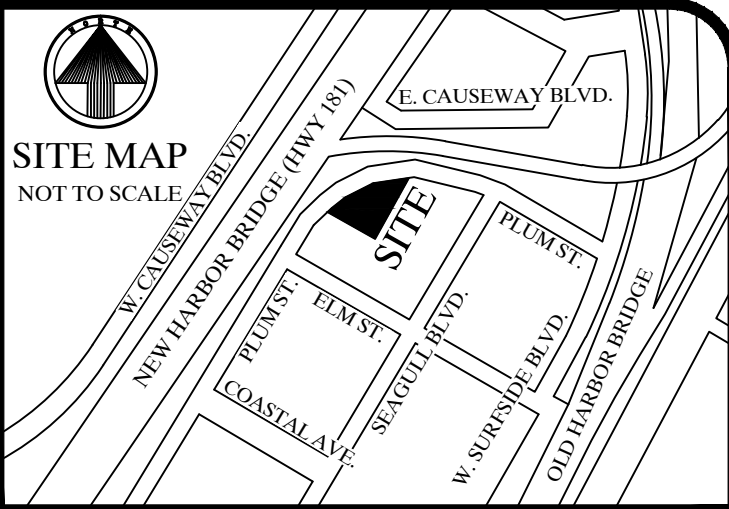 NORTH
SITE MAP
NOT TO SCALE
W. CAUSEWAY BLVD.
NEW HARBOR BRIDGE (HWY 181)
E. CAUSEWAY BLVD.
SITE
PLUM ST.
PLUM ST.
ELM ST.
COASTAL AVE.
SEAGULL BLVD.
W. SURFSIDE BLVD.
OLD HARBOR BRIDGE